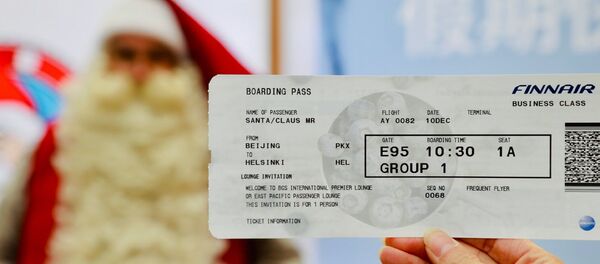 假期
BOARDING PASS
FINNAIR
BUSINESS CLASS
NAME OF PASSENGER FLIGHT DATE TERMINAL
SANTA/CLAUS MR AY 0082 10DEC
FROM GATE BOARDING TIME SEAT
BEIJING PKX E95 10:30 1A
TO
HELSINKI HEL GROUP 1
LOUNGE INVITATION
WELCOME TO BGS INTERNATIONAL PREMIER LOUNGE SEQ NO FREQUENT FLYER
OR EAST PACIFIC PASSENGER LOUNGE 0068
THIS INVITATION IS FOR 1 PERSON
TICKET INFORMATION